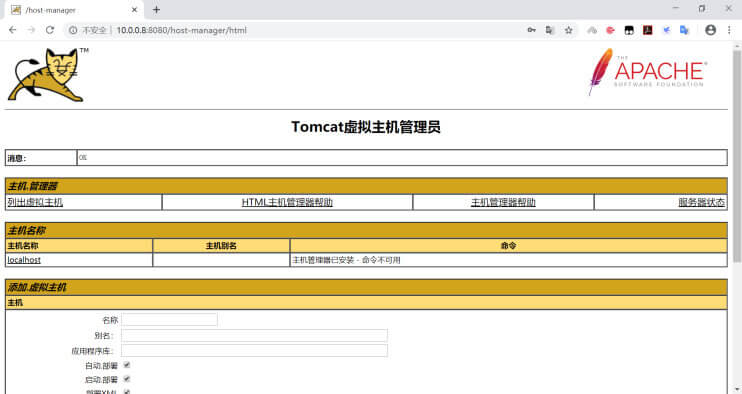 /host-manager
不安全 | 10.0.0.8:8080/host-manager/html
TM
THE
APACHE®
SOFTWARE FOUNDATION
Tomcat虚拟主机管理员
消息: OK
主机.管理器
列出虚拟主机 HTML主机管理器帮助 主机管理器帮助 服务器状态
主机名称
主机名称 主机别名 命令
localhost 主机管理器已安装 - 命令不可用
添加.虚拟主机
主机
名称
别名:
应用程序库:
自动.部署
启动.部署
部署XML